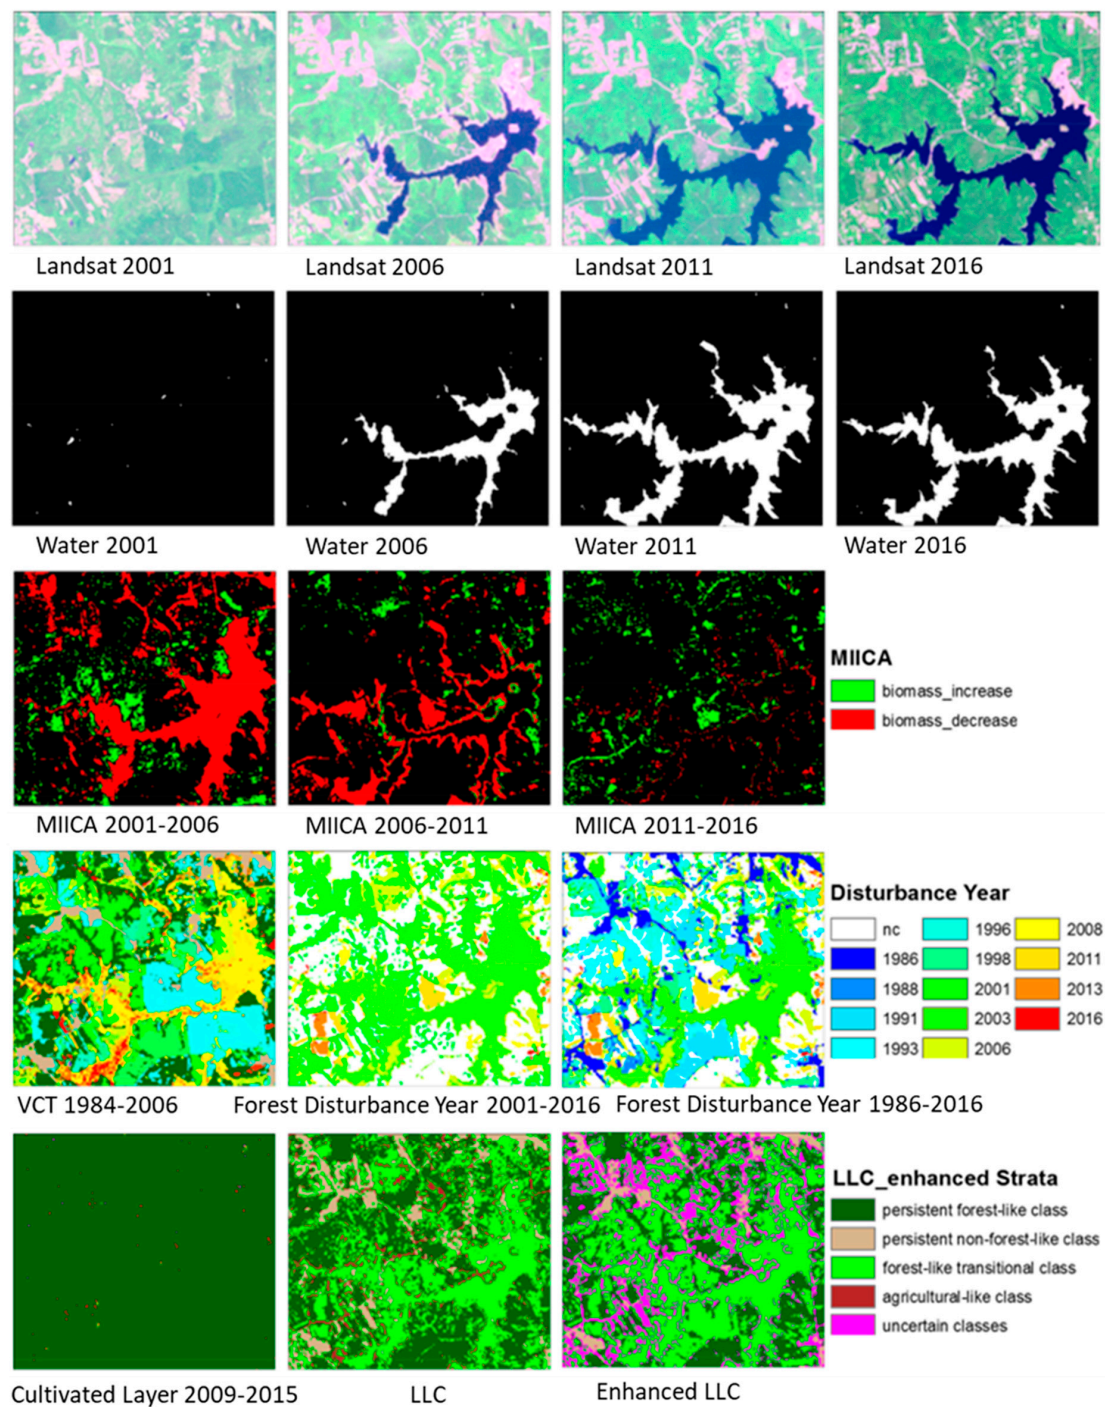 Landsat 2001
Landsat 2006
Landsat 2011
Landsat 2016
Water 2001
Water 2006
Water 2011
Water 2016
MIICA
biomass_increase
biomass_decrease
MIICA 2001-2006
MIICA 2006-2011
MIICA 2011-2016
Disturbance Year
nc 1996 2008
1986 1998 2011
1988 2001 2013
1991 2003 2016
1993 2006
VCT 1984-2006
Forest Disturbance Year 2001-2016
Forest Disturbance Year 1986-2016
LLC_enhanced Strata
persistent forest-like class
persistent non-forest-like class
forest-like transitional class
agricultural-like class
uncertain classes
Cultivated Layer 2009-2015
LLC
Enhanced LLC